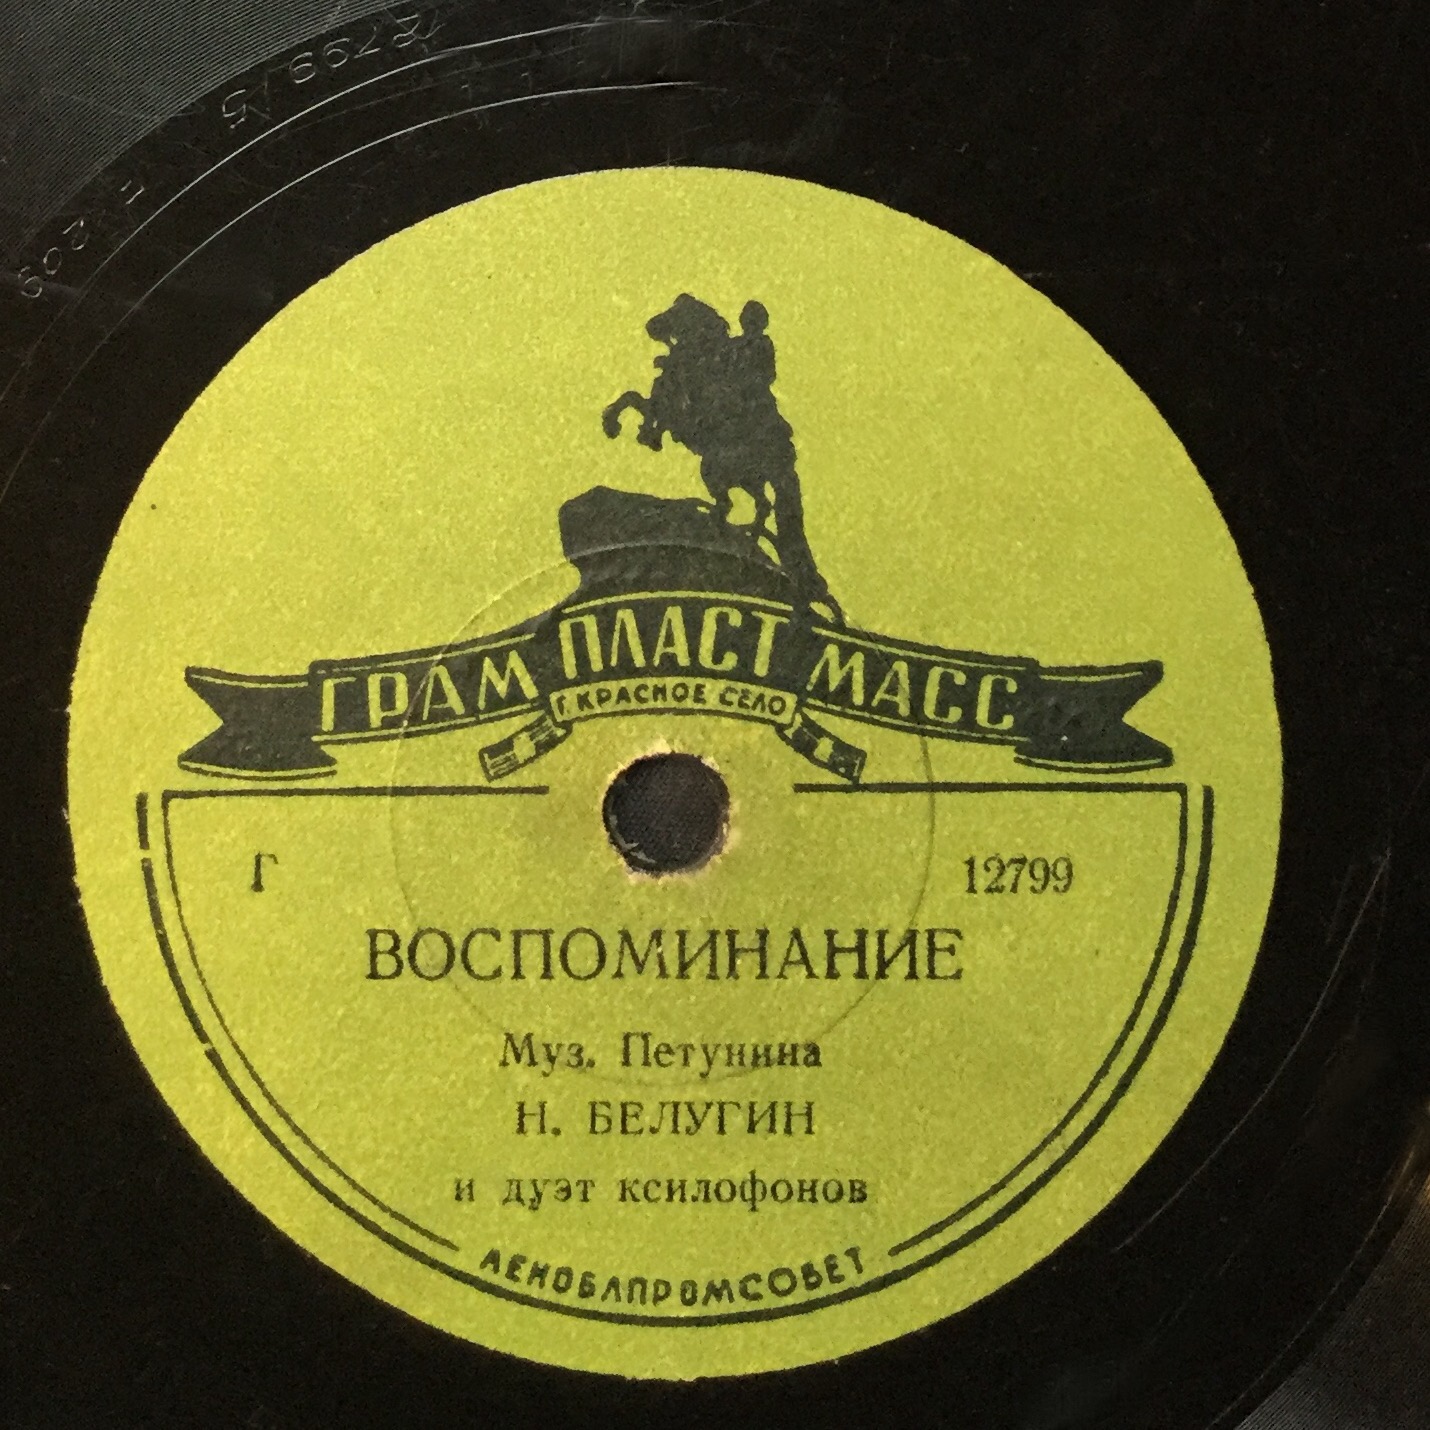 ГРАМ ПЛАСТ МАСС
Г. КРАСНОЕ СЕЛО
Г 12799
ВОСПОМИНАНИЕ
Муз. Петунина
Н. БЕЛУГИН
и дуэт ксилофонов
ЛЕНОБЛПРОМСОВЕТ